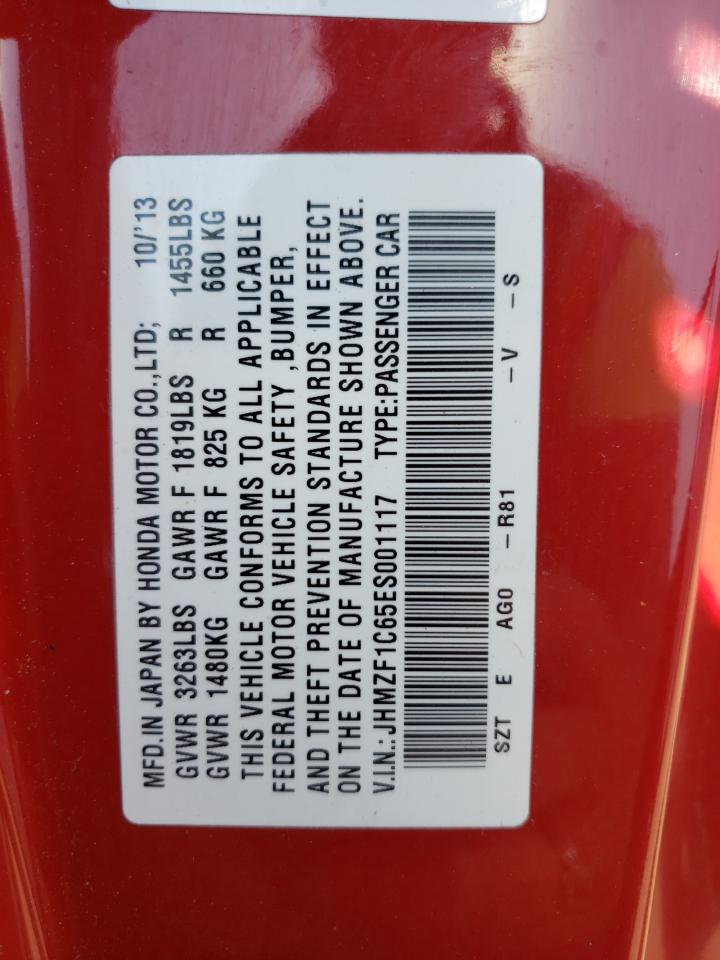 MFD.IN JAPAN BY HONDA MOTOR CO.,LTD; 10/'13
GVWR 3263LBS GAWR F 1819LBS R 1455LBS
GVWR 1480KG GAWR F 825 KG R 660 KG
THIS VEHICLE CONFORMS TO ALL APPLICABLE
FEDERAL MOTOR VEHICLE SAFETY ,BUMPER,
AND THEFT PREVENTION STANDARDS IN EFFECT
ON THE DATE OF MANUFACTURE SHOWN ABOVE.
V.I.N.:JHMZF1C65ES001117 TYPE:PASSENGER CAR
SZT E AG0 -R81 -V -S